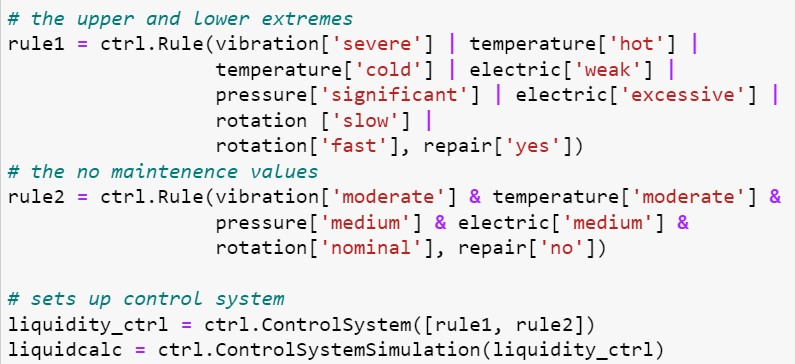 # the upper and lower extremes
rule1 = ctrl.Rule(vibration['severe'] | temperature['hot'] |
temperature['cold'] | electric['weak'] |
pressure['significant'] | electric['excessive'] |
rotation ['slow'] |
rotation['fast'], repair['yes'])
# the no maintenence values
rule2 = ctrl.Rule(vibration['moderate'] & temperature['moderate'] &
pressure['medium'] & electric['medium'] &
rotation['nominal'], repair['no'])
# sets up control system
liquidity_ctrl = ctrl.ControlSystem([rule1, rule2])
liquidcalc = ctrl.ControlSystemSimulation(liquidity_ctrl)